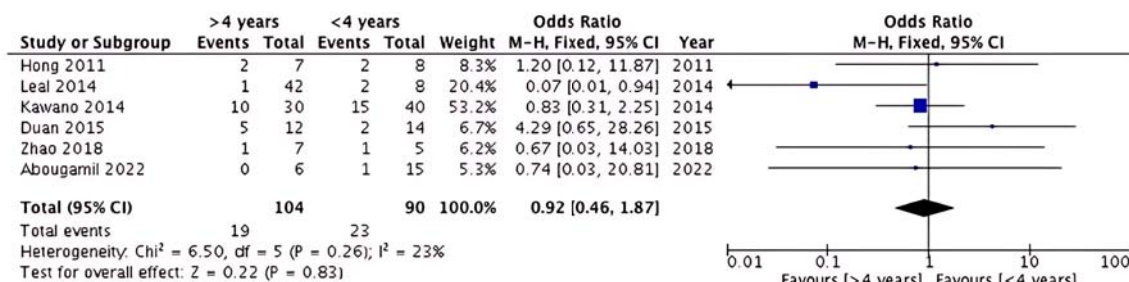 >4 years <4 years Odds Ratio Odds Ratio
Study or Subgroup Events Total Events Total Weight M-H, Fixed, 95% CI Year M-H, Fixed, 95% CI
Hong 2011 2 7 2 8 8.3% 1.20 [0.12, 11.87] 2011
Leal 2014 1 42 2 8 20.4% 0.07 [0.01, 0.94] 2014
Kawano 2014 10 30 15 40 53.2% 0.83 [0.31, 2.25] 2014
Duan 2015 5 12 2 14 6.7% 4.29 [0.65, 28.26] 2015
Zhao 2018 1 7 1 5 6.2% 0.67 [0.03, 14.03] 2018
Abougamil 2022 0 6 1 15 5.3% 0.74 [0.03, 20.81] 2022
Total (95% CI) 104 90 100.0% 0.92 [0.46, 1.87]
Total events 19 23
Heterogeneity: Chi² = 6.50, df = 5 (P = 0.26); I² = 23%
Test for overall effect: Z = 0.22 (P = 0.83)
0.01 0.1 1 10 100
Favours [>4 years] Favours [<4 years]